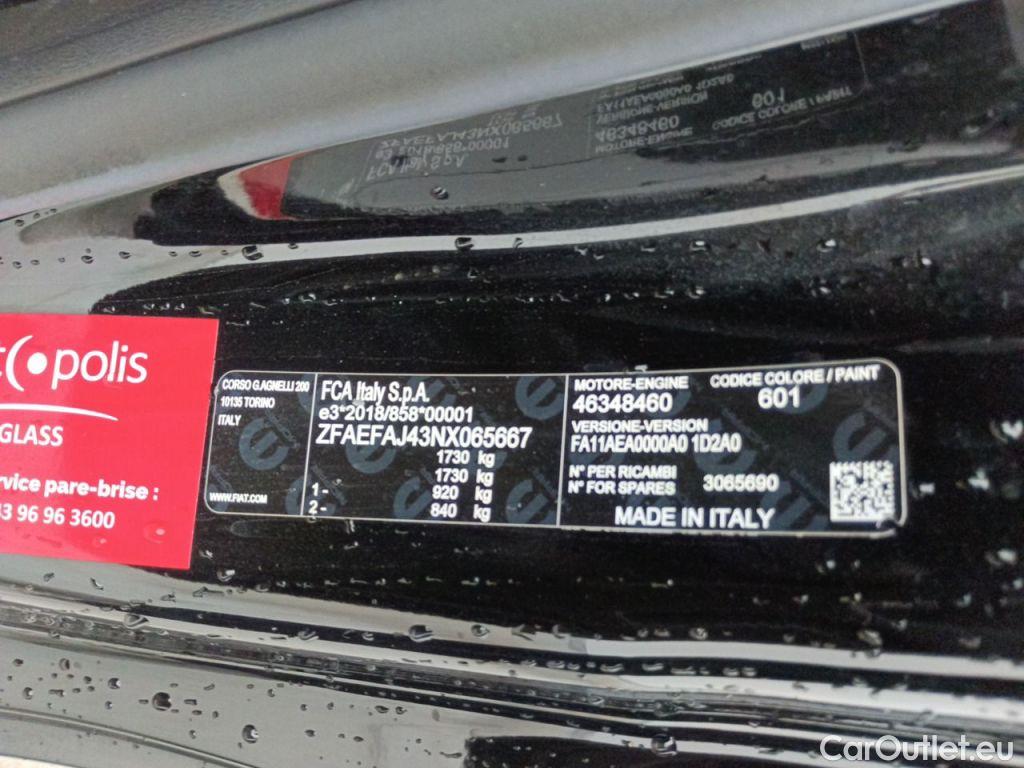 t(•polis
GLASS
rvice pare-brise :
3 96 96 3600
CORSO G.AGNELLI 200
10135 TORINO
ITALY
WWW.FIAT.COM
FCA Italy S.p.A.
e3*2018/858*00001
ZFAEFAJ43NX065667
1730 kg
1730 kg
1- 920 kg
2- 840 kg
MOTORE-ENGINE
46348460
CODICE COLORE / PAINT
601
VERSIONE-VERSION
FA11AEA0000A0 1D2A0
N° PER RICAMBI
N° FOR SPARES 3065690
MADE IN ITALY
CarOutlet.eu